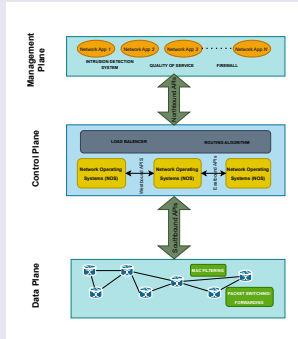 Management Plane
Network App 1
Network App 2
Network App 3
Network App N
INTRUSION DETECTION SYSTEM
QUALITY OF SERVICE
FIREWALL
Northbound APIs
Control Plane
LOAD BALANCER
ROUTING ALGORITHM
Network Operating Systems (NOS)
Westbound APIS
Network Operating Systems (NOS)
Eastbound APIs
Network Operating Systems (NOS)
Southbound APIs
Data Plane
MAC FILTERING
PACKET SWITCHING/ FORWARDING